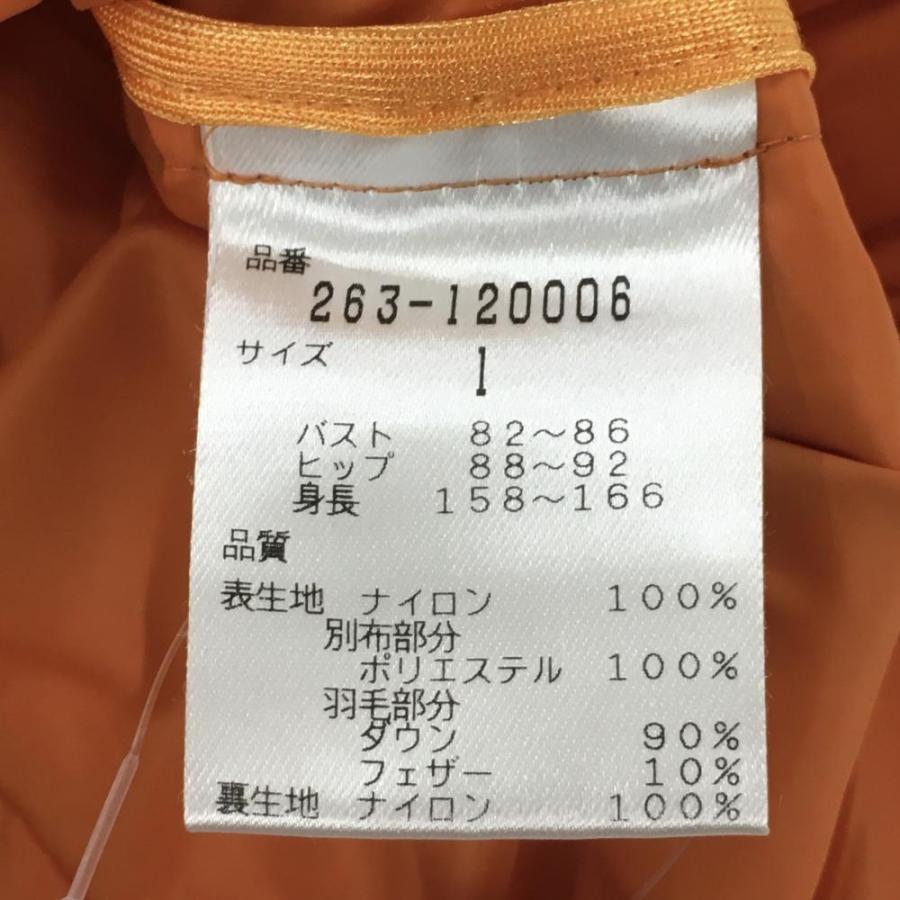 品番
263-120006
サイズ
1
バスト 82～86
ヒップ 88～92
身長 158～166
品質
表生地 ナイロン 100%
別布部分
ポリエステル 100%
羽毛部分
ダウン 90%
フェザー 10%
裏生地 ナイロン 100%